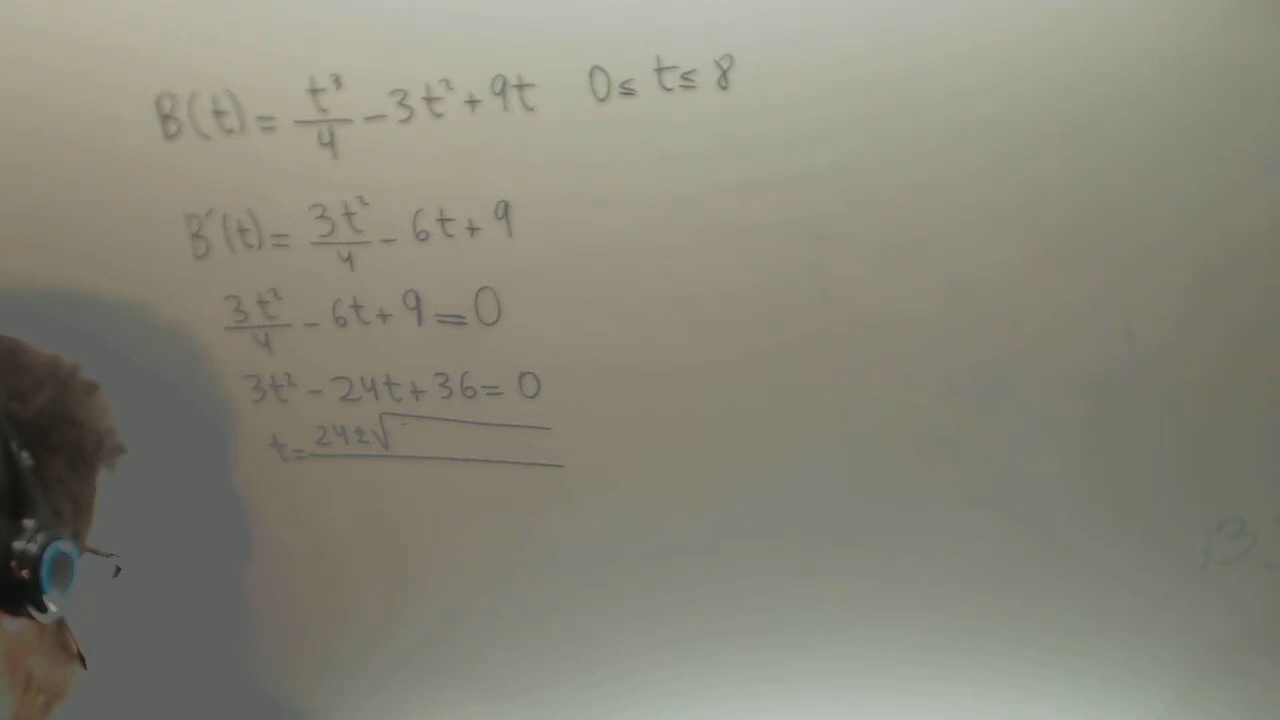 B(t) = t³/4 - 3t² + 9t 0 ≤ t ≤ 8
B'(t) = 3t²/4 - 6t + 9
3t²/4 - 6t + 9 = 0
3t² - 24t + 36 = 0
t = 24 ± √